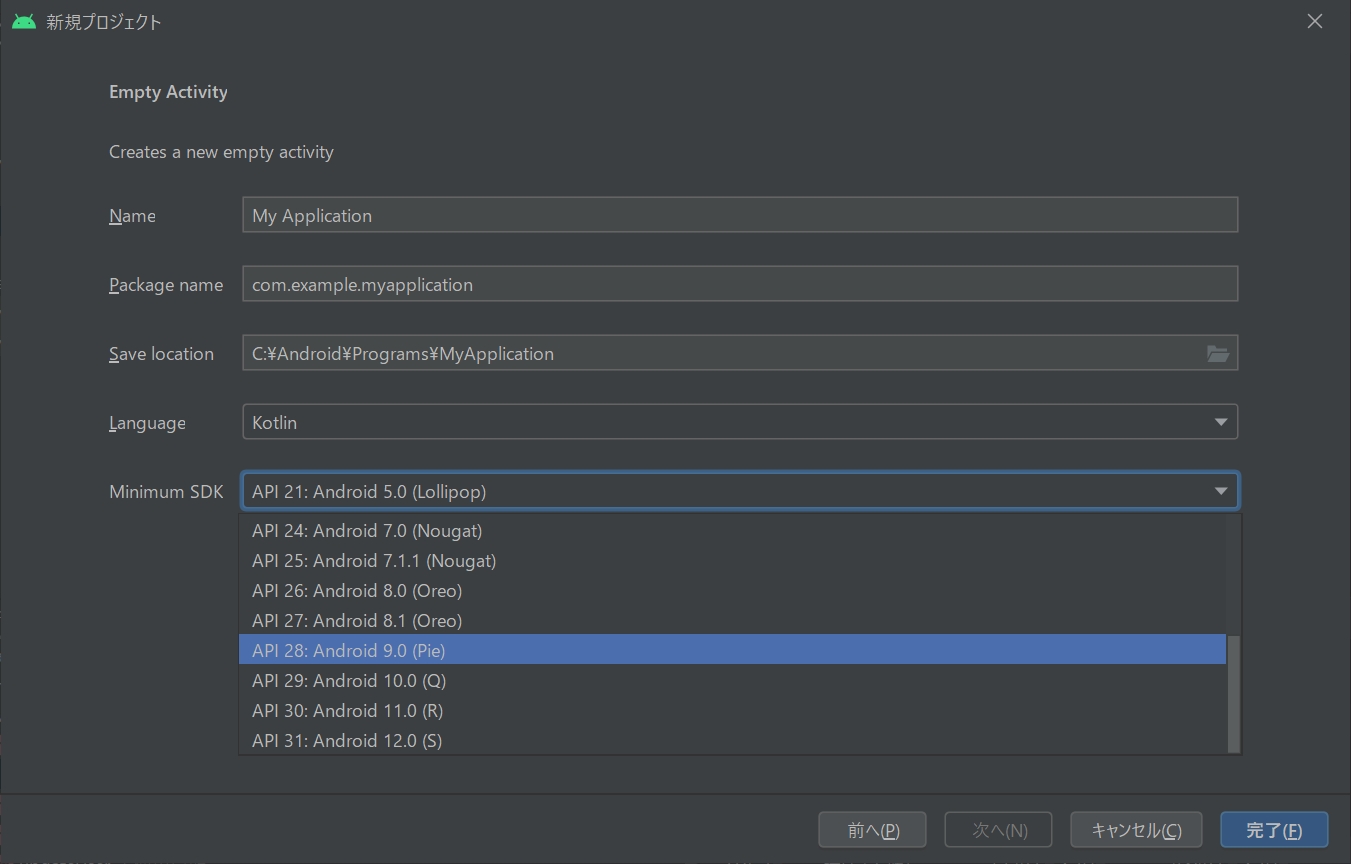 新規プロジェクト
Empty Activity
Creates a new empty activity
Name My Application
Package name com.example.myapplication
Save location C:¥Android¥Programs¥MyApplication
Language Kotlin
Minimum SDK API 21: Android 5.0 (Lollipop)
API 24: Android 7.0 (Nougat)
API 25: Android 7.1.1 (Nougat)
API 26: Android 8.0 (Oreo)
API 27: Android 8.1 (Oreo)
API 28: Android 9.0 (Pie)
API 29: Android 10.0 (Q)
API 30: Android 11.0 (R)
API 31: Android 12.0 (S)
前へ(P) 次へ(N) キャンセル(C) 完了(F)